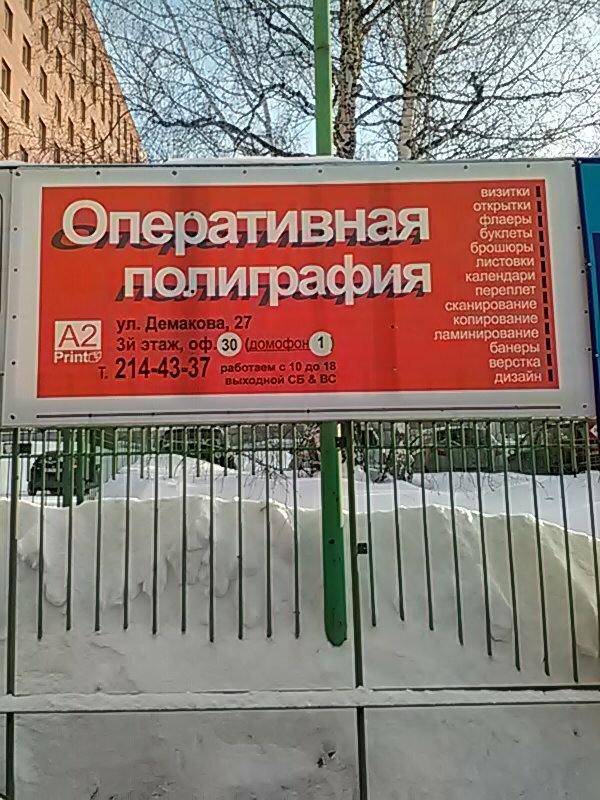 Оперативная
полиграфия
A2
Print
ул. Демакова, 27
3й этаж, оф. 30 (домофон 1)
т. 214-43-37
работаем с 10 до 18
выходной СБ & ВС
визитки
открытки
флаеры
буклеты
брошюры
листовки
календари
переплет
сканирование
копирование
ламинирование
банеры
верстка
дизайн